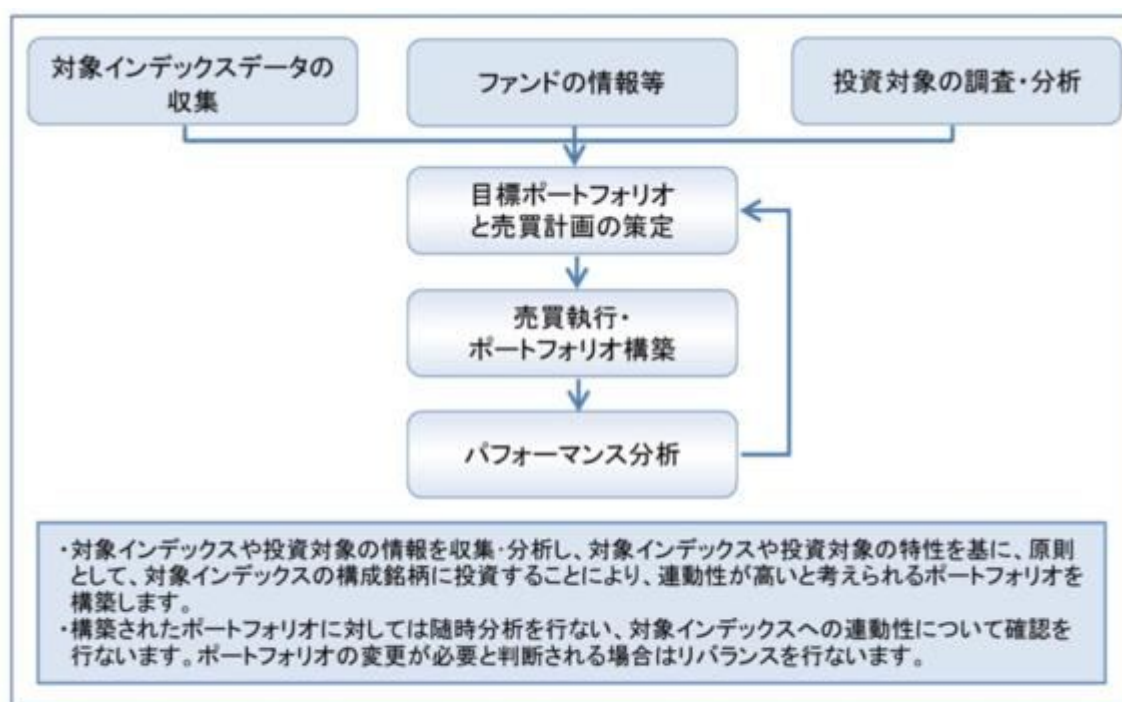 対象インデックスデータの
収集
ファンドの情報等
投資対象の調査・分析
目標ポートフォリオ
と売買計画の策定
売買執行・
ポートフォリオ構築
パフォーマンス分析
・対象インデックスや投資対象の情報を収集・分析し、対象インデックスや投資対象の特性を基に、原則
として、対象インデックスの構成銘柄に投資することにより、連動性が高いと考えられるポートフォリオを
構築します。
・構築されたポートフォリオに対しては随時分析を行ない、対象インデックスへの連動性について確認を
行ないます。ポートフォリオの変更が必要と判断される場合はリバランスを行ないます。